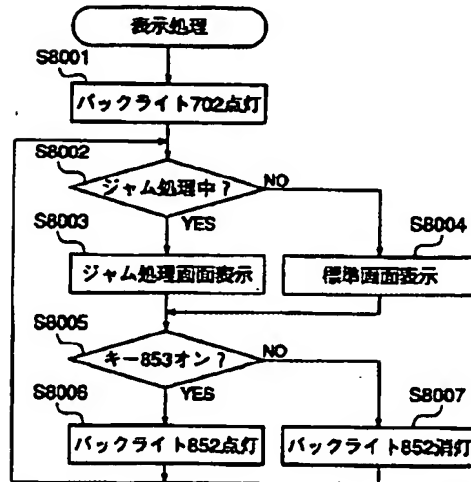 表示処理
S8001
バックライト702点灯
S8002
ジャム処理中?
NO
YES
S8003
S8004
ジャム処理画面表示
標準画面表示
S8005
キー853オン?
NO
YES
S8006
S8007
バックライト852点灯
バックライト852消灯